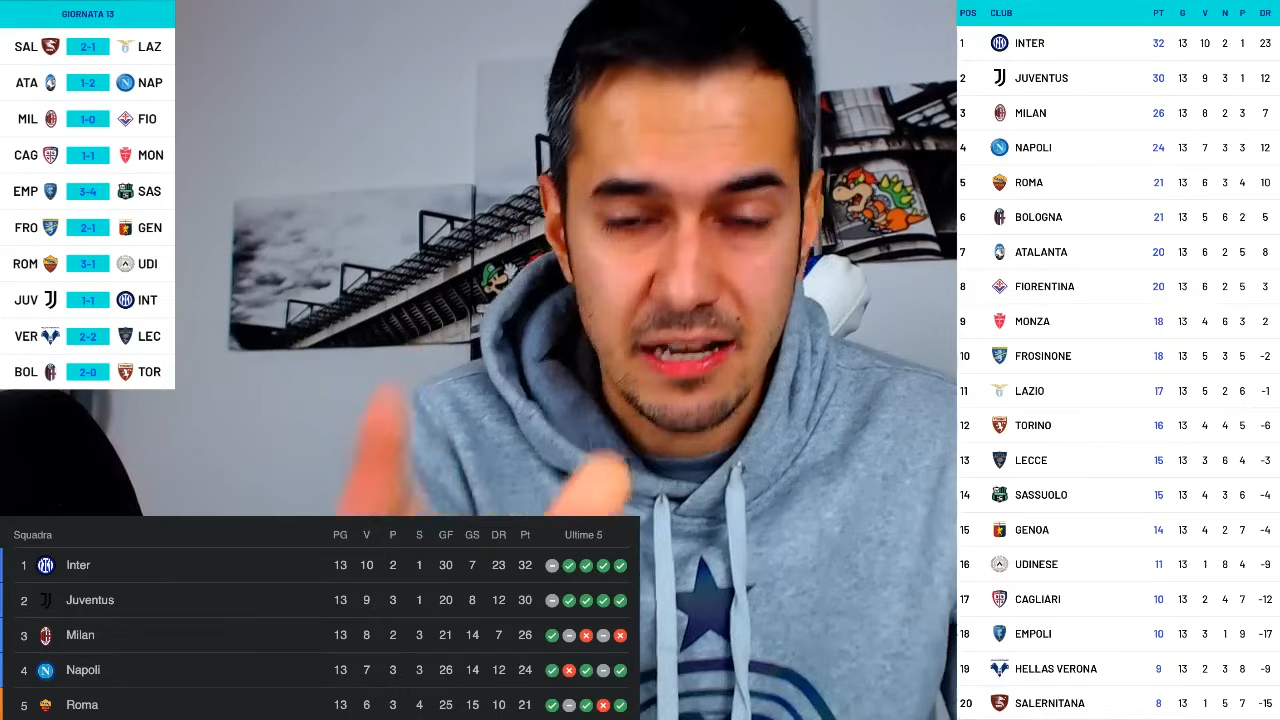 GIORNATA 13
SAL 2-1 LAZ
ATA 1-2 NAP
MIL 1-0 FIO
CAG 1-1 MON
EMP 3-4 SAS
FRO 2-1 GEN
ROM 3-1 UDI
JUV 1-1 INT
VER 2-2 LEC
BOL 2-0 TOR
Squadra PG V P S GF GS DR Pt Ultime 5
1 Inter 13 10 2 1 30 7 23 32
2 Juventus 13 9 3 1 20 8 12 30
3 Milan 13 8 2 3 21 14 7 26
4 Napoli 13 7 3 3 26 14 12 24
5 Roma 13 6 3 4 25 15 10 21
POS CLUB PT G V N P DR
1 INTER 32 13 10 2 1 23
2 JUVENTUS 30 13 9 3 1 12
3 MILAN 26 13 8 2 3 7
4 NAPOLI 24 13 7 3 3 12
5 ROMA 21 13 6 3 4 10
6 BOLOGNA 21 13 5 6 2 5
7 ATALANTA 20 13 6 2 5 8
8 FIORENTINA 20 13 6 2 5 3
9 MONZA 18 13 4 6 3 2
10 FROSINONE 18 13 5 3 5 -2
11 LAZIO 17 13 5 2 6 -1
12 TORINO 16 13 4 4 5 -6
13 LECCE 15 13 3 6 4 -3
14 SASSUOLO 15 13 4 3 6 -4
15 GENOA 14 13 4 2 7 -4
16 UDINESE 11 13 1 8 4 -9
17 CAGLIARI 10 13 2 4 7 -12
18 EMPOLI 10 13 3 1 9 -17
19 HELLAS VERONA 9 13 2 3 8 -8
20 SALERNITANA 8 13 1 5 7 -15